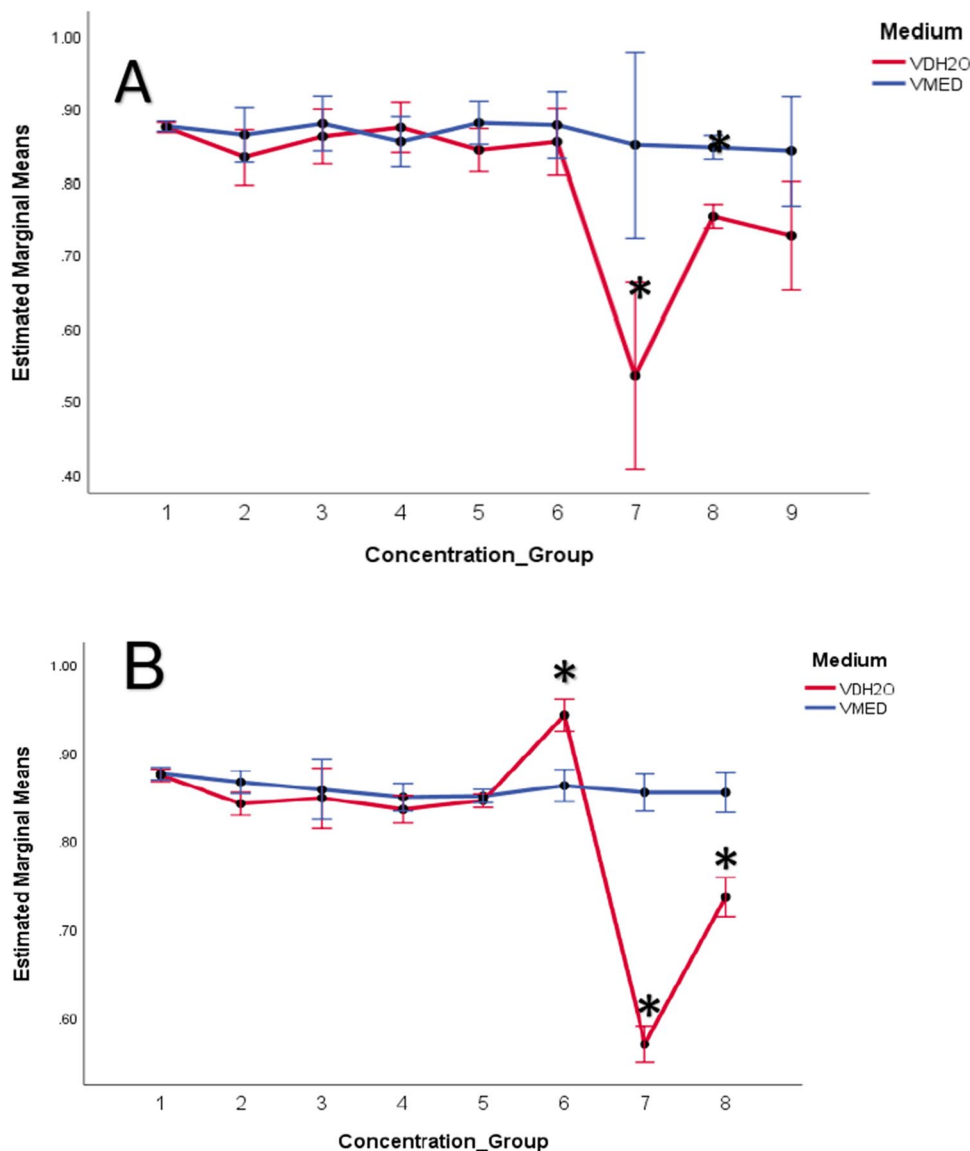 A
Medium
VDH2O
VMED
Estimated Marginal Means
1.00
.90
.80
.70
.60
.50
.40
*
*
1 2 3 4 5 6 7 8 9
Concentration_Group
B
Medium
VDH2O
VMED
Estimated Marginal Means
1.00
.90
.80
.70
.60
*
*
*
1 2 3 4 5 6 7 8
Concentration_Group